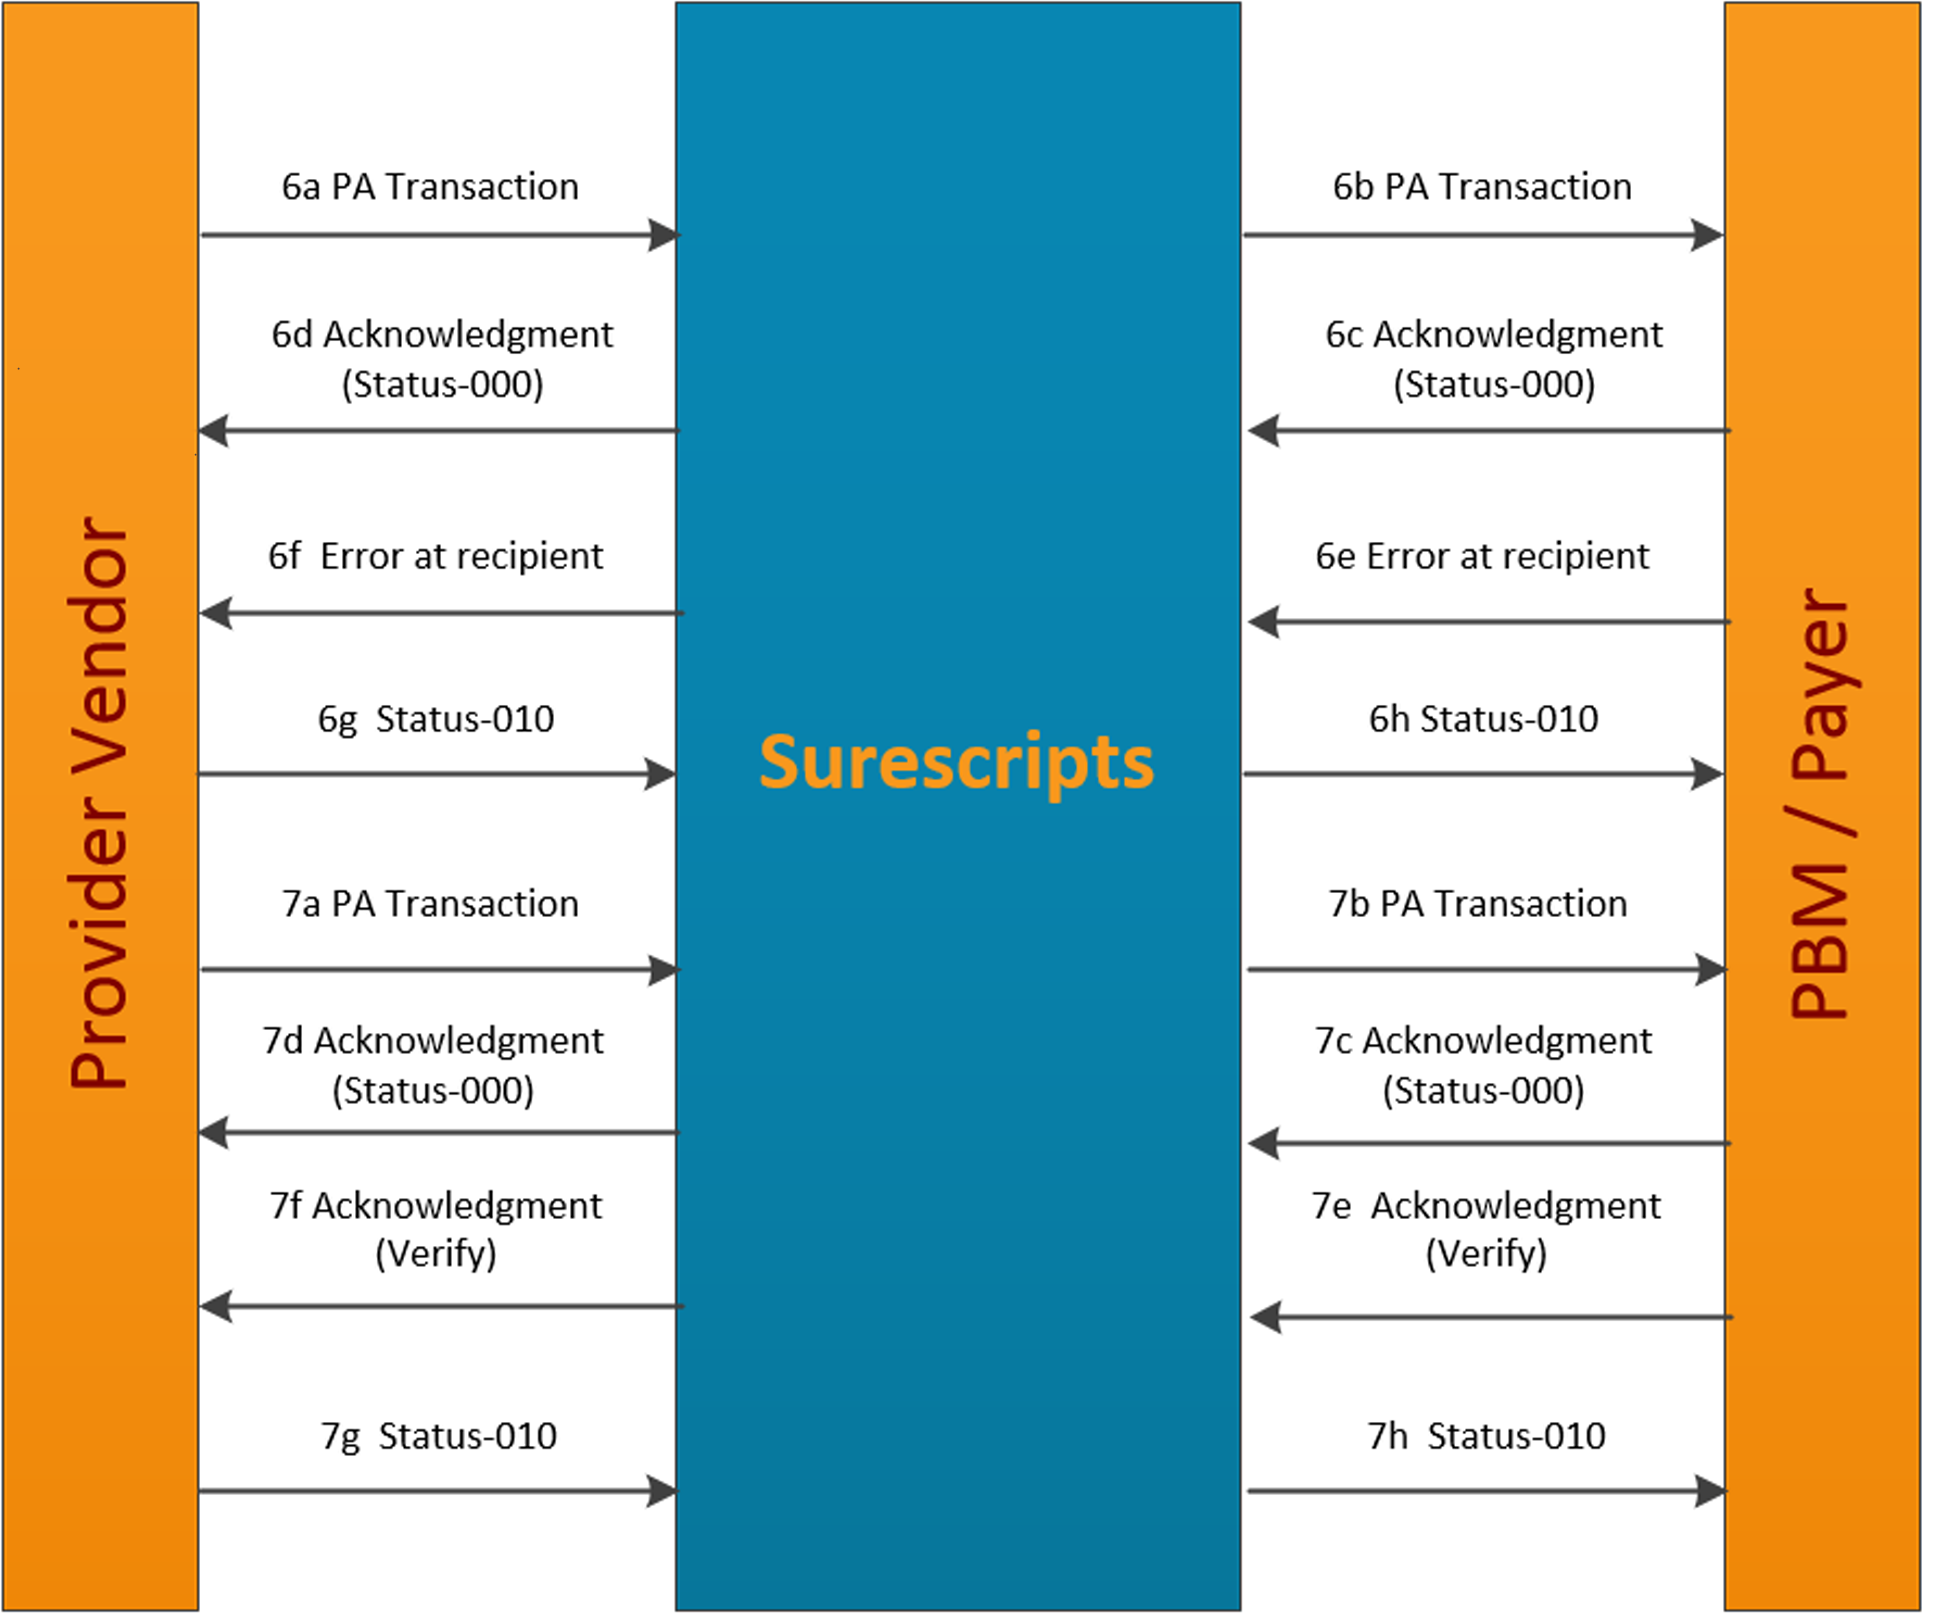 6a PA Transaction
6b PA Transaction
6d Acknowledgment
(Status-000)
6c Acknowledgment
(Status-000)
6f  Error at recipient
6e Error at recipient
6g  Status-010
6h Status-010
Provider Vendor
Surescripts
PBM / Payer
7a PA Transaction
7b PA Transaction
7d Acknowledgment
(Status-000)
7c Acknowledgment
(Status-000)
7f Acknowledgment
(Verify)
7e  Acknowledgment
(Verify)
7g  Status-010
7h  Status-010